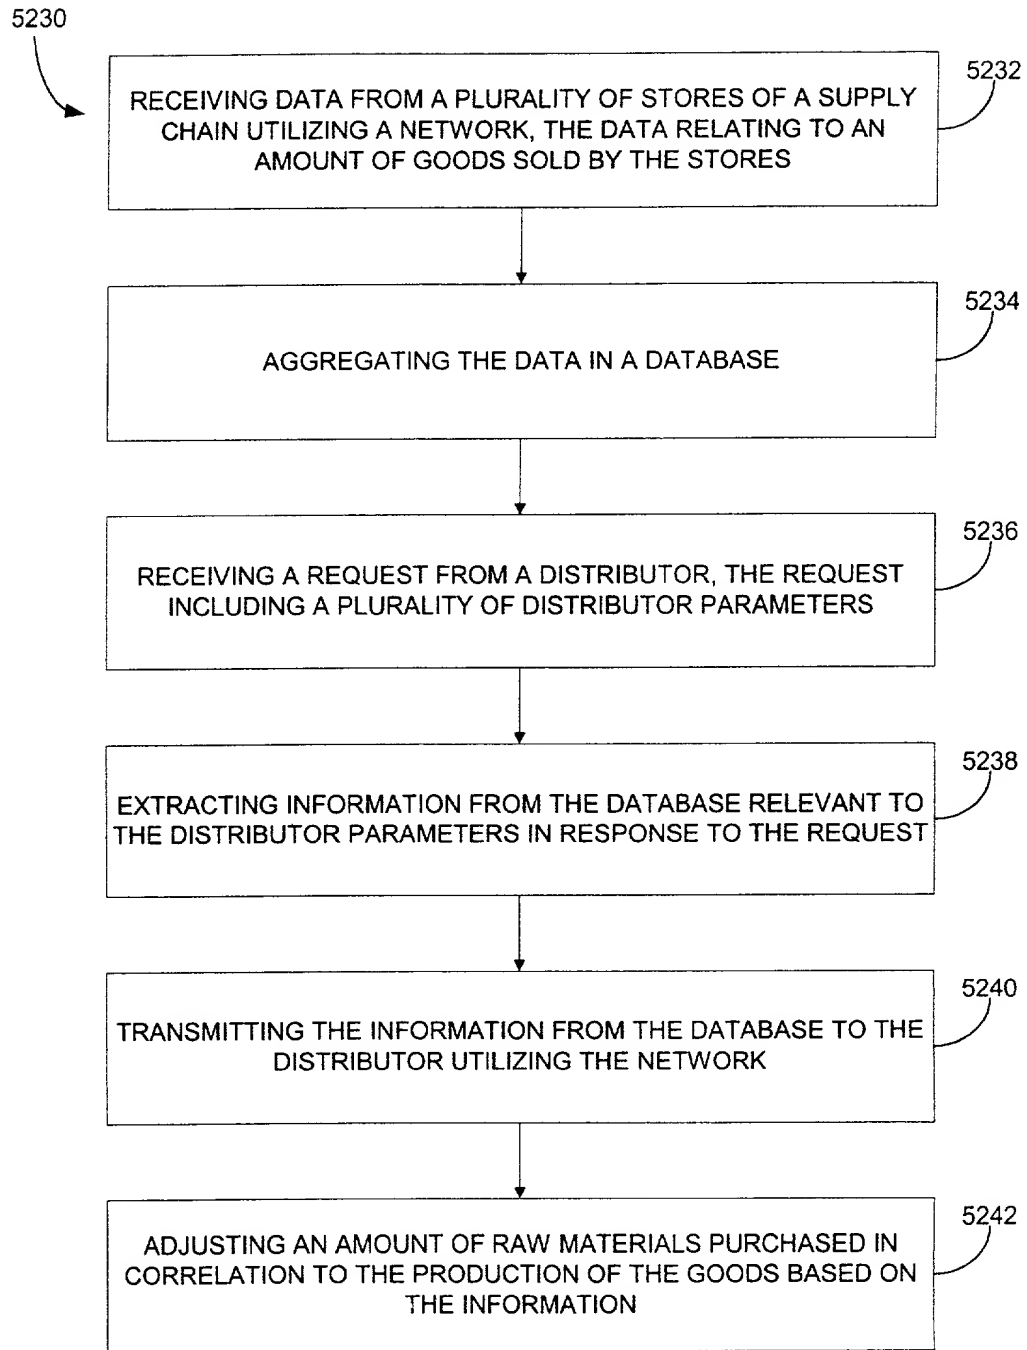 5230
5232
RECEIVING DATA FROM A PLURALITY OF STORES OF A SUPPLY
CHAIN UTILIZING A NETWORK, THE DATA RELATING TO AN
AMOUNT OF GOODS SOLD BY THE STORES
5234
AGGREGATING THE DATA IN A DATABASE
5236
RECEIVING A REQUEST FROM A DISTRIBUTOR, THE REQUEST
INCLUDING A PLURALITY OF DISTRIBUTOR PARAMETERS
5238
EXTRACTING INFORMATION FROM THE DATABASE RELEVANT TO
THE DISTRIBUTOR PARAMETERS IN RESPONSE TO THE REQUEST
5240
TRANSMITTING THE INFORMATION FROM THE DATABASE TO THE
DISTRIBUTOR UTILIZING THE NETWORK
5242
ADJUSTING AN AMOUNT OF RAW MATERIALS PURCHASED IN
CORRELATION TO THE PRODUCTION OF THE GOODS BASED ON
THE INFORMATION